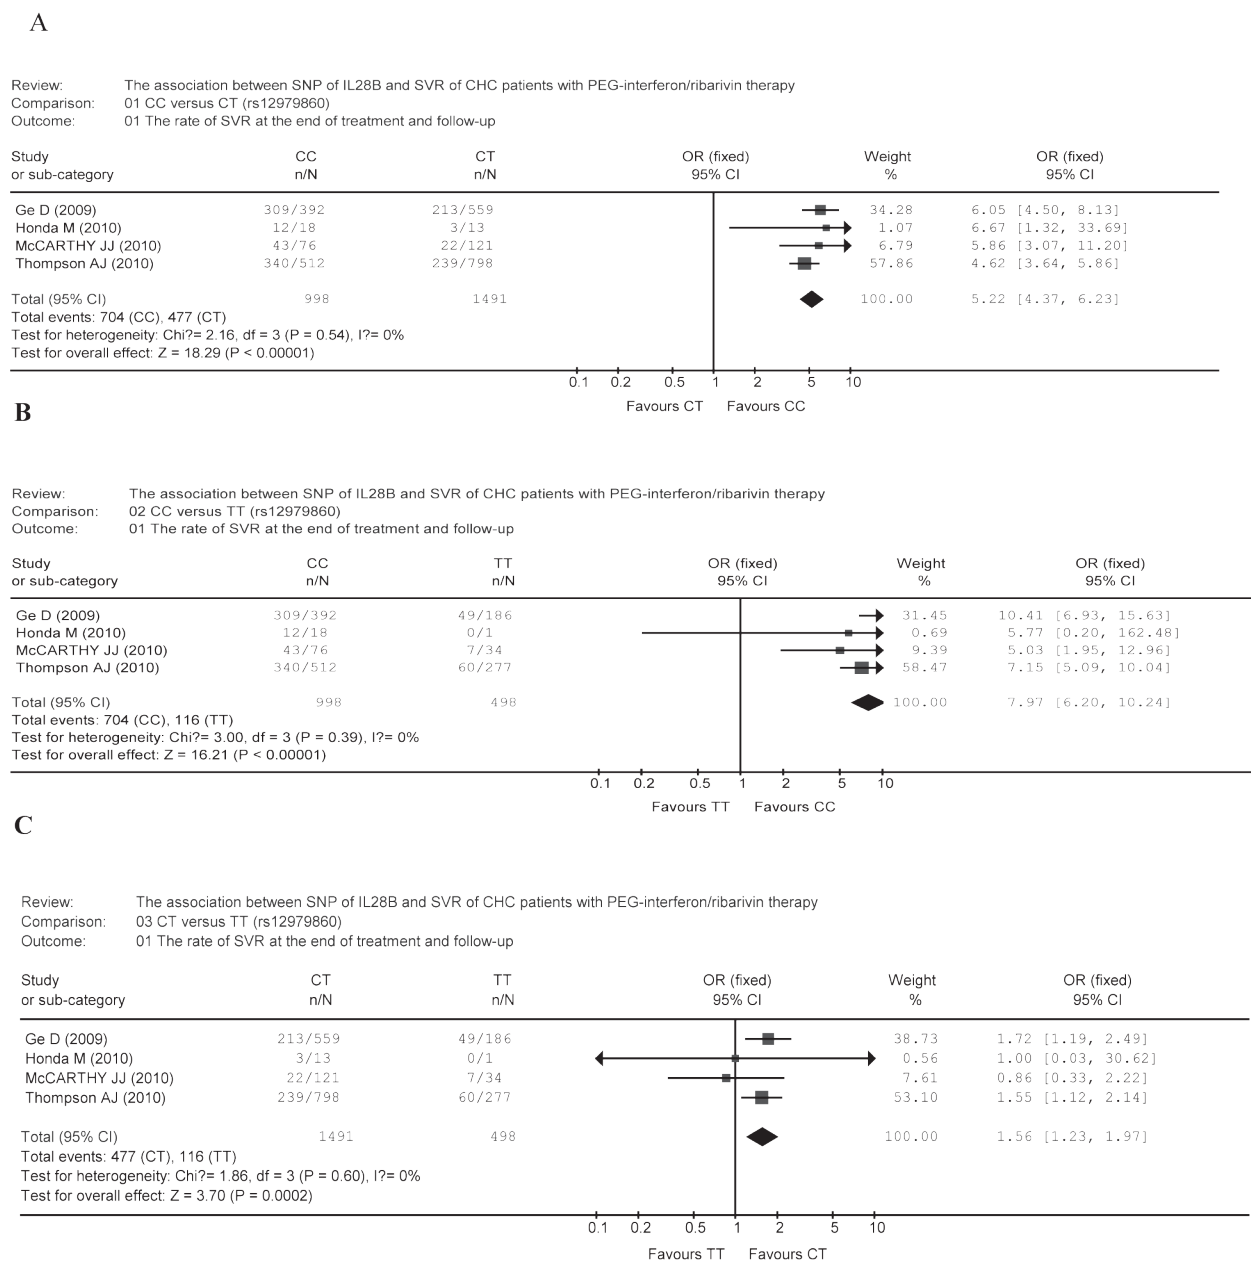 A
Review: The association between SNP of IL28B and SVR of CHC patients with PEG-interferon/ribarivin therapy
Comparison: 01 CC versus CT (rs12979860)
Outcome: 01 The rate of SVR at the end of treatment and follow-up
Study CC CT OR (fixed) Weight OR (fixed)
or sub-category n/N n/N 95% CI % 95% CI
Ge D (2009) 309/392 213/559 34.28 6.05 [4.50, 8.13]
Honda M (2010) 12/18 3/13 1.07 6.67 [1.32, 33.69]
McCARTHY JJ (2010) 43/76 22/121 6.79 5.86 [3.07, 11.20]
Thompson AJ (2010) 340/512 239/798 57.86 4.62 [3.64, 5.86]
Total (95% CI) 998 1491 100.00 5.22 [4.37, 6.23]
Total events: 704 (CC), 477 (CT)
Test for heterogeneity: Chi?= 2.16, df = 3 (P = 0.54), I?= 0%
Test for overall effect: Z = 18.29 (P < 0.00001)
0.1 0.2 0.5 1 2 5 10
Favours CT Favours CC
B
Review: The association between SNP of IL28B and SVR of CHC patients with PEG-interferon/ribarivin therapy
Comparison: 02 CC versus TT (rs12979860)
Outcome: 01 The rate of SVR at the end of treatment and follow-up
Study CC TT OR (fixed) Weight OR (fixed)
or sub-category n/N n/N 95% CI % 95% CI
Ge D (2009) 309/392 49/186 31.45 10.41 [6.93, 15.63]
Honda M (2010) 12/18 0/1 0.69 5.77 [0.20, 162.48]
McCARTHY JJ (2010) 43/76 7/34 9.39 5.03 [1.95, 12.96]
Thompson AJ (2010) 340/512 60/277 58.47 7.15 [5.09, 10.04]
Total (95% CI) 998 498 100.00 7.97 [6.20, 10.24]
Total events: 704 (CC), 116 (TT)
Test for heterogeneity: Chi?= 3.00, df = 3 (P = 0.39), I?= 0%
Test for overall effect: Z = 16.21 (P < 0.00001)
0.1 0.2 0.5 1 2 5 10
Favours TT Favours CC
C
Review: The association between SNP of IL28B and SVR of CHC patients with PEG-interferon/ribarivin therapy
Comparison: 03 CT versus TT (rs12979860)
Outcome: 01 The rate of SVR at the end of treatment and follow-up
Study CT TT OR (fixed) Weight OR (fixed)
or sub-category n/N n/N 95% CI % 95% CI
Ge D (2009) 213/559 49/186 38.73 1.72 [1.19, 2.49]
Honda M (2010) 3/13 0/1 0.56 1.00 [0.03, 30.62]
McCARTHY JJ (2010) 22/121 7/34 7.61 0.86 [0.33, 2.22]
Thompson AJ (2010) 239/798 60/277 53.10 1.55 [1.12, 2.14]
Total (95% CI) 1491 498 100.00 1.56 [1.23, 1.97]
Total events: 477 (CT), 116 (TT)
Test for heterogeneity: Chi?= 1.86, df = 3 (P = 0.60), I?= 0%
Test for overall effect: Z = 3.70 (P = 0.0002)
0.1 0.2 0.5 1 2 5 10
Favours TT Favours CT